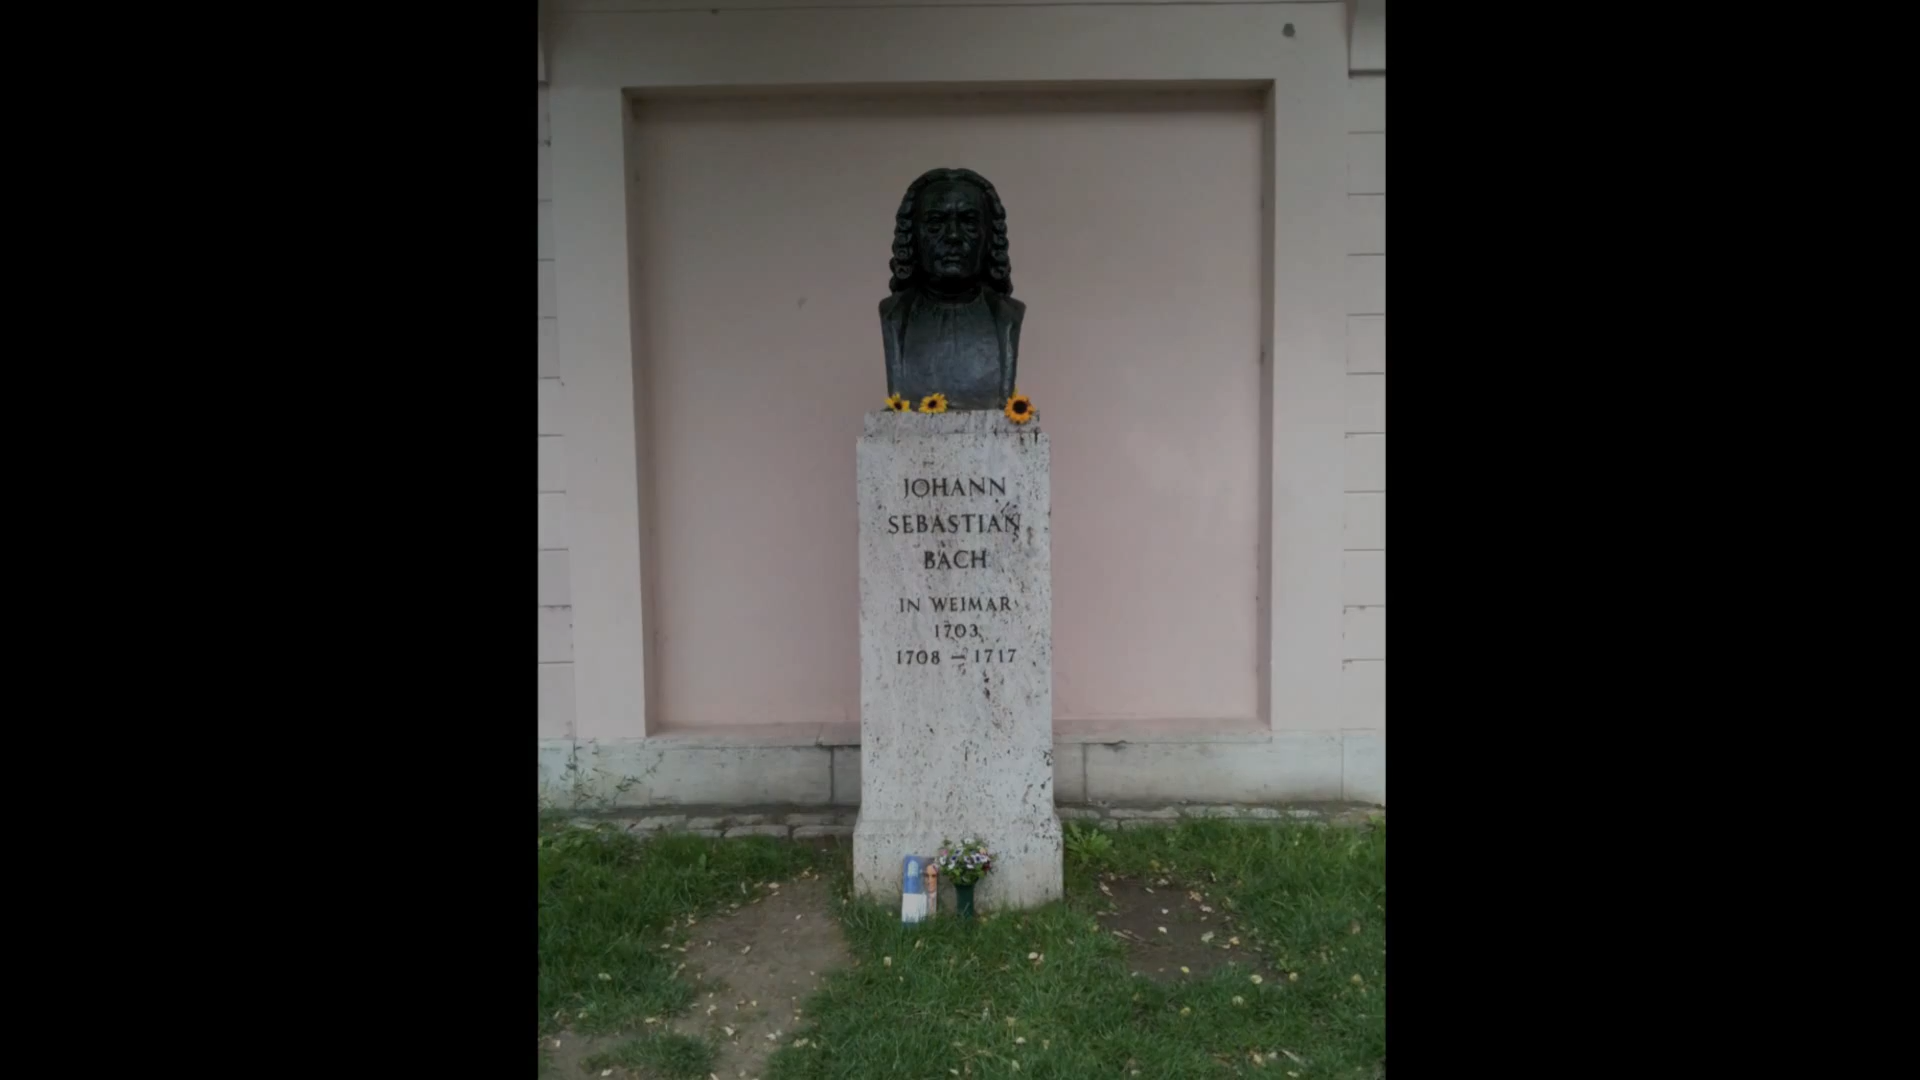 JOHANN
SEBASTIAN
BACH
IN WEIMAR
1703
1708 – 1717